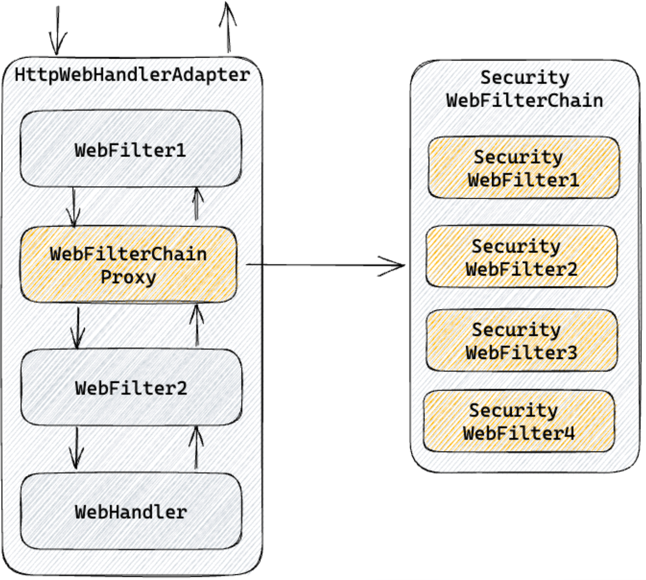 HttpWebHandlerAdapter
WebFilter1
WebFilterChain
Proxy
WebFilter2
WebHandler
Security
WebFilterChain
Security
WebFilter1
Security
WebFilter2
Security
WebFilter3
Security
WebFilter4